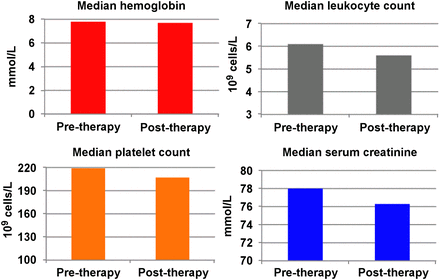 Median hemoglobin
mmol/L
8
6
4
2
0
Pre-therapy Post-therapy
Median leukocyte count
10⁹ cells/L
7
6
5
4
3
Pre-therapy Post-therapy
Median platelet count
10⁹ cells/L
220
190
160
130
100
Pre-therapy Post-therapy
Median serum creatinine
mmol/L
80
78
76
74
72
70
Pre-therapy Post-therapy